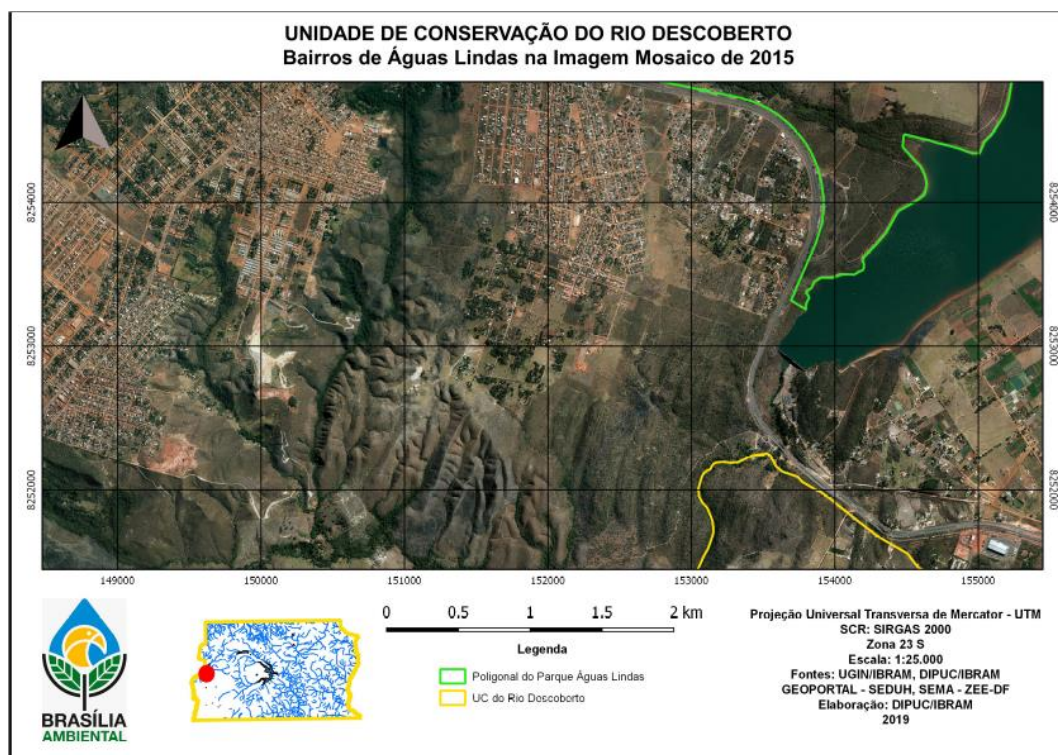 UNIDADE DE CONSERVAÇÃO DO RIO DESCOBERTO
Bairros de Águas Lindas na Imagem Mosaico de 2015
8254000
8253000
8252000
8254000
8253000
8252000
149000 150000 151000 152000 153000 154000 155000
BRASÍLIA
AMBIENTAL
0 0.5 1 1.5 2 km
Legenda
Poligonal do Parque Águas Lindas
UC do Rio Descoberto
Projeção Universal Transversa de Mercator - UTM
SCR: SIRGAS 2000
Zona 23 S
Escala: 1:25.000
Fontes: UGIN/IBRAM, DIPUC/IBRAM
GEOPORTAL - SEDUH, SEMA - ZEE-DF
Elaboração: DIPUC/IBRAM
2019